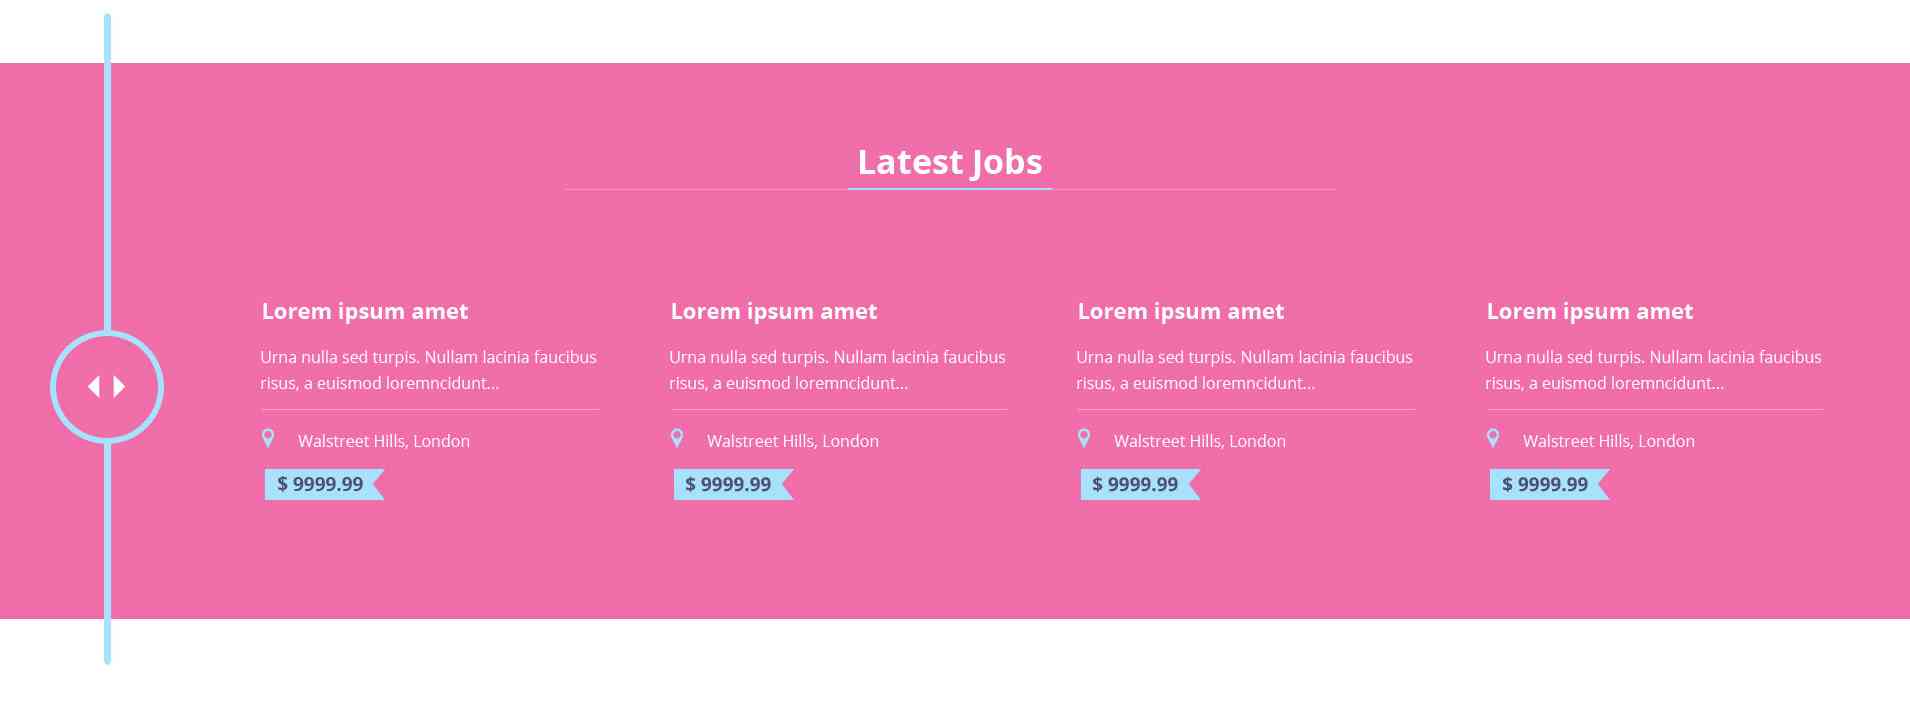 Latest Jobs
Lorem ipsum amet
Urna nulla sed turpis. Nullam lacinia faucibus
risus, a euismod loremncidunt...
Walstreet Hills, London
$ 9999.99
Lorem ipsum amet
Urna nulla sed turpis. Nullam lacinia faucibus
risus, a euismod loremncidunt...
Walstreet Hills, London
$ 9999.99
Lorem ipsum amet
Urna nulla sed turpis. Nullam lacinia faucibus
risus, a euismod loremncidunt...
Walstreet Hills, London
$ 9999.99
Lorem ipsum amet
Urna nulla sed turpis. Nullam lacinia faucibus
risus, a euismod loremncidunt...
Walstreet Hills, London
$ 9999.99